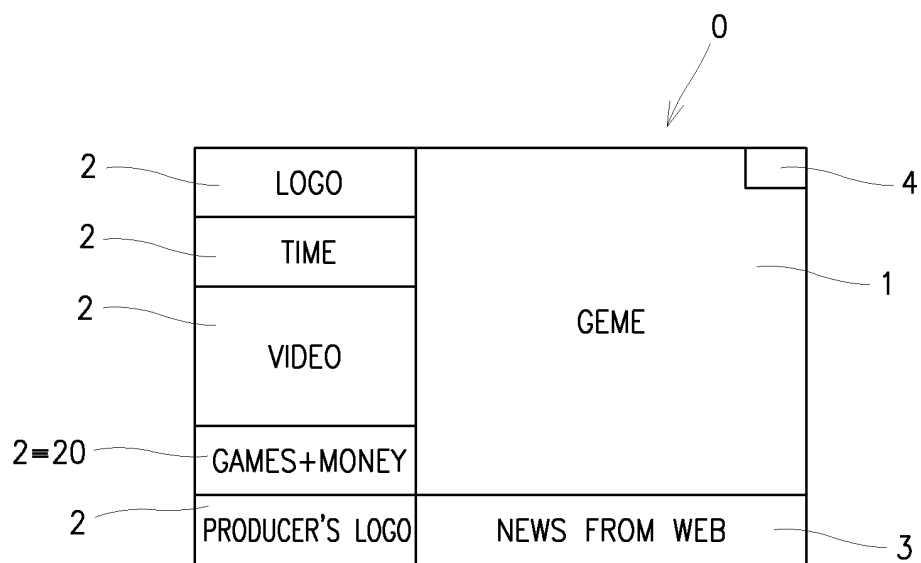 0
2
LOGO
4
2
TIME
1
2
GEME
VIDEO
2≡20
GAMES+MONEY
2
PRODUCER'S LOGO
NEWS FROM WEB
3